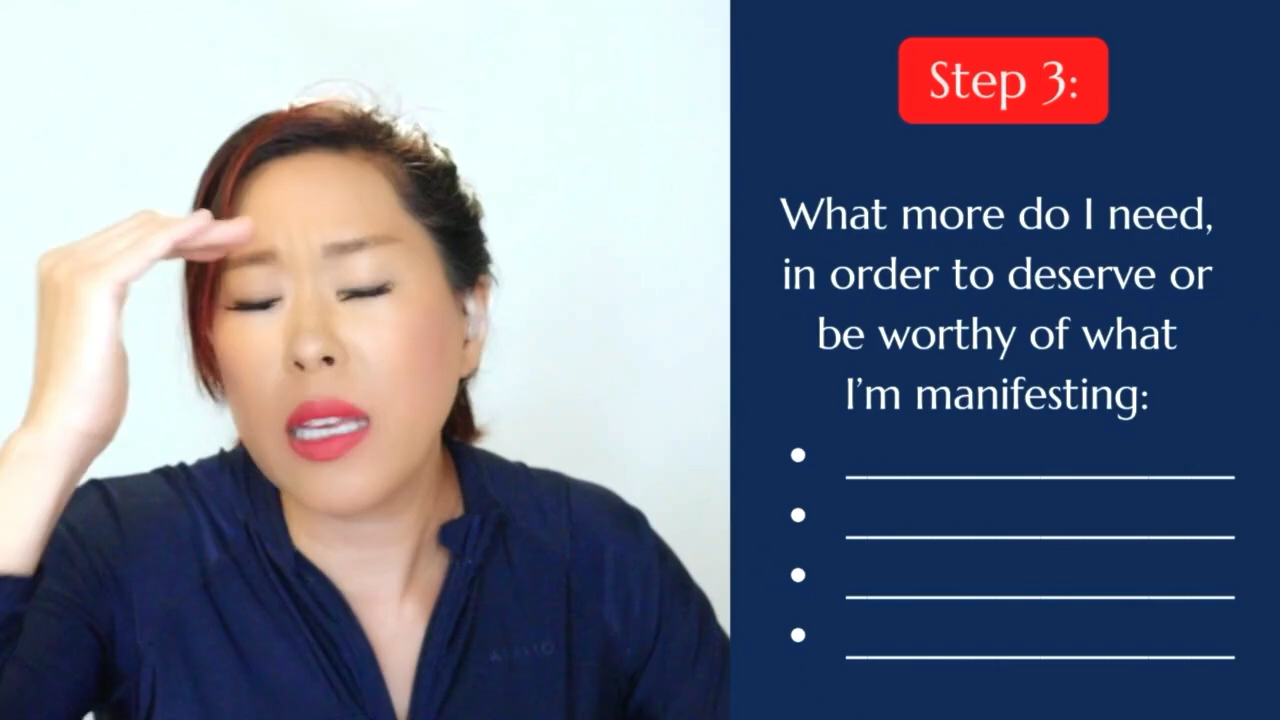 Step 3:
What more do I need,
in order to deserve or
be worthy of what
I'm manifesting: